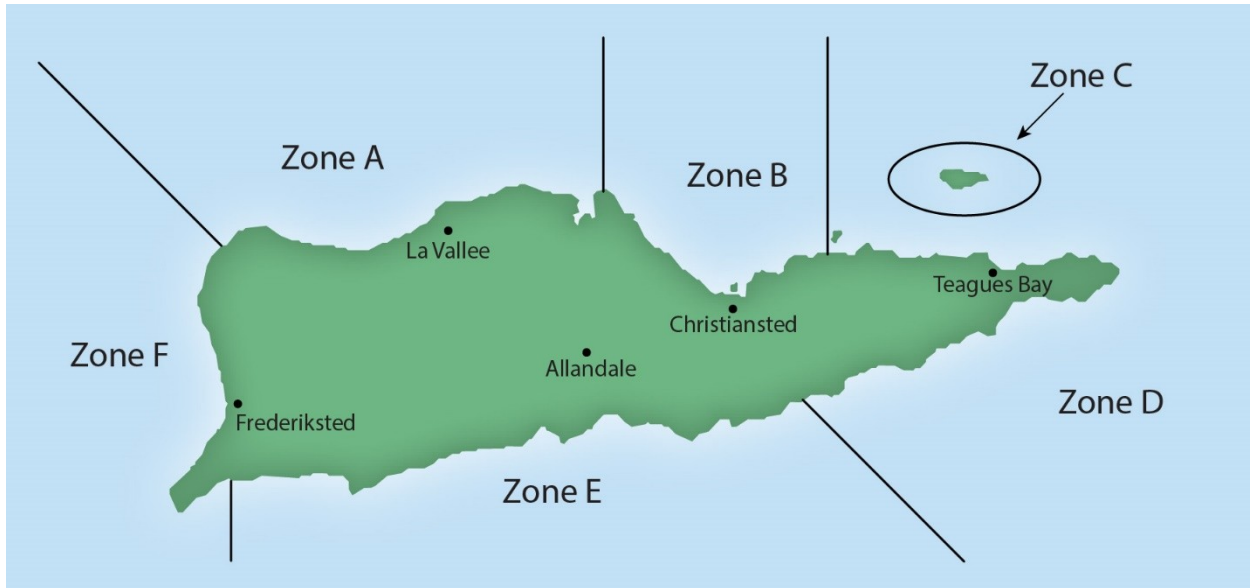 Zone C
Zone A
Zone B
La Vallee
Teagues Bay
Christiansted
Zone F
Allandale
Zone D
Frederiksted
Zone E